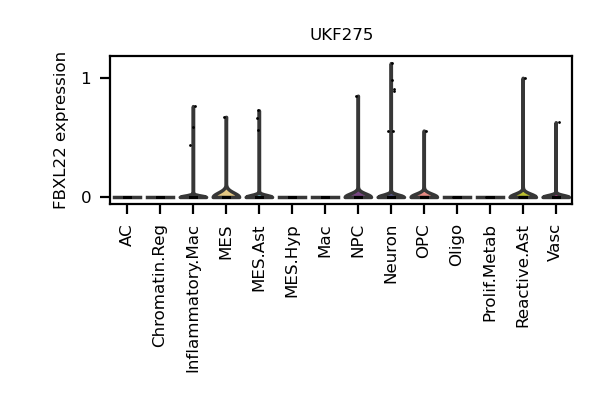 UKF275
FBXL22 expression
1
0
AC
Chromatin.Reg
Inflammatory.Mac
MES
MES.Ast
MES.Hyp
Mac
NPC
Neuron
OPC
Oligo
Prolif.Metab
Reactive.Ast
Vasc